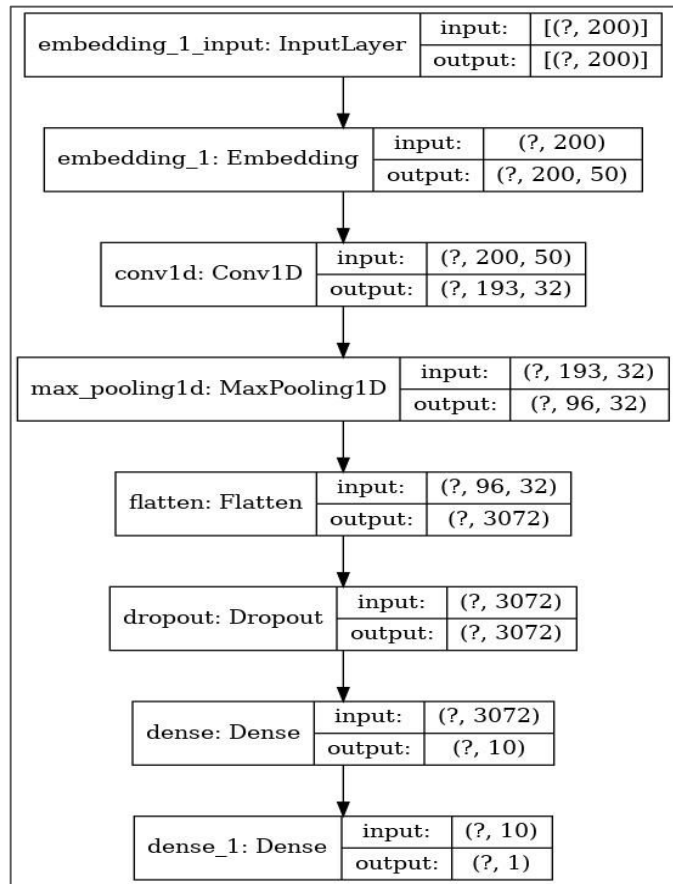 embedding_1_input: InputLayer input: [(?, 200)]
output: [(?, 200)]
embedding_1: Embedding input: (?, 200)
output: (?, 200, 50)
conv1d: Conv1D input: (?, 200, 50)
output: (?, 193, 32)
max_pooling1d: MaxPooling1D input: (?, 193, 32)
output: (?, 96, 32)
flatten: Flatten input: (?, 96, 32)
output: (?, 3072)
dropout: Dropout input: (?, 3072)
output: (?, 3072)
dense: Dense input: (?, 3072)
output: (?, 10)
dense_1: Dense input: (?, 10)
output: (?, 1)